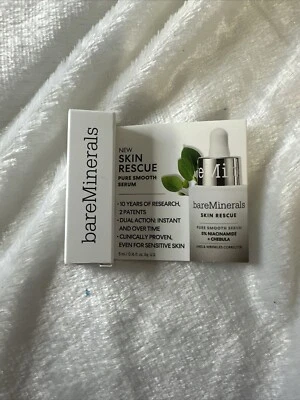 bareMinerals
NEW
SKIN
RESCUE
PURE SMOOTH
SERUM
• 10 YEARS OF RESEARCH,
2 PATENTS
• DUAL ACTION: INSTANT
AND OVER TIME
• CLINICALLY PROVEN,
EVEN FOR SENSITIVE SKIN
bareMinerals
SKIN RESCUE
PURE SMOOTH SERUM
5% NIACINAMIDE
+ CHEBULA